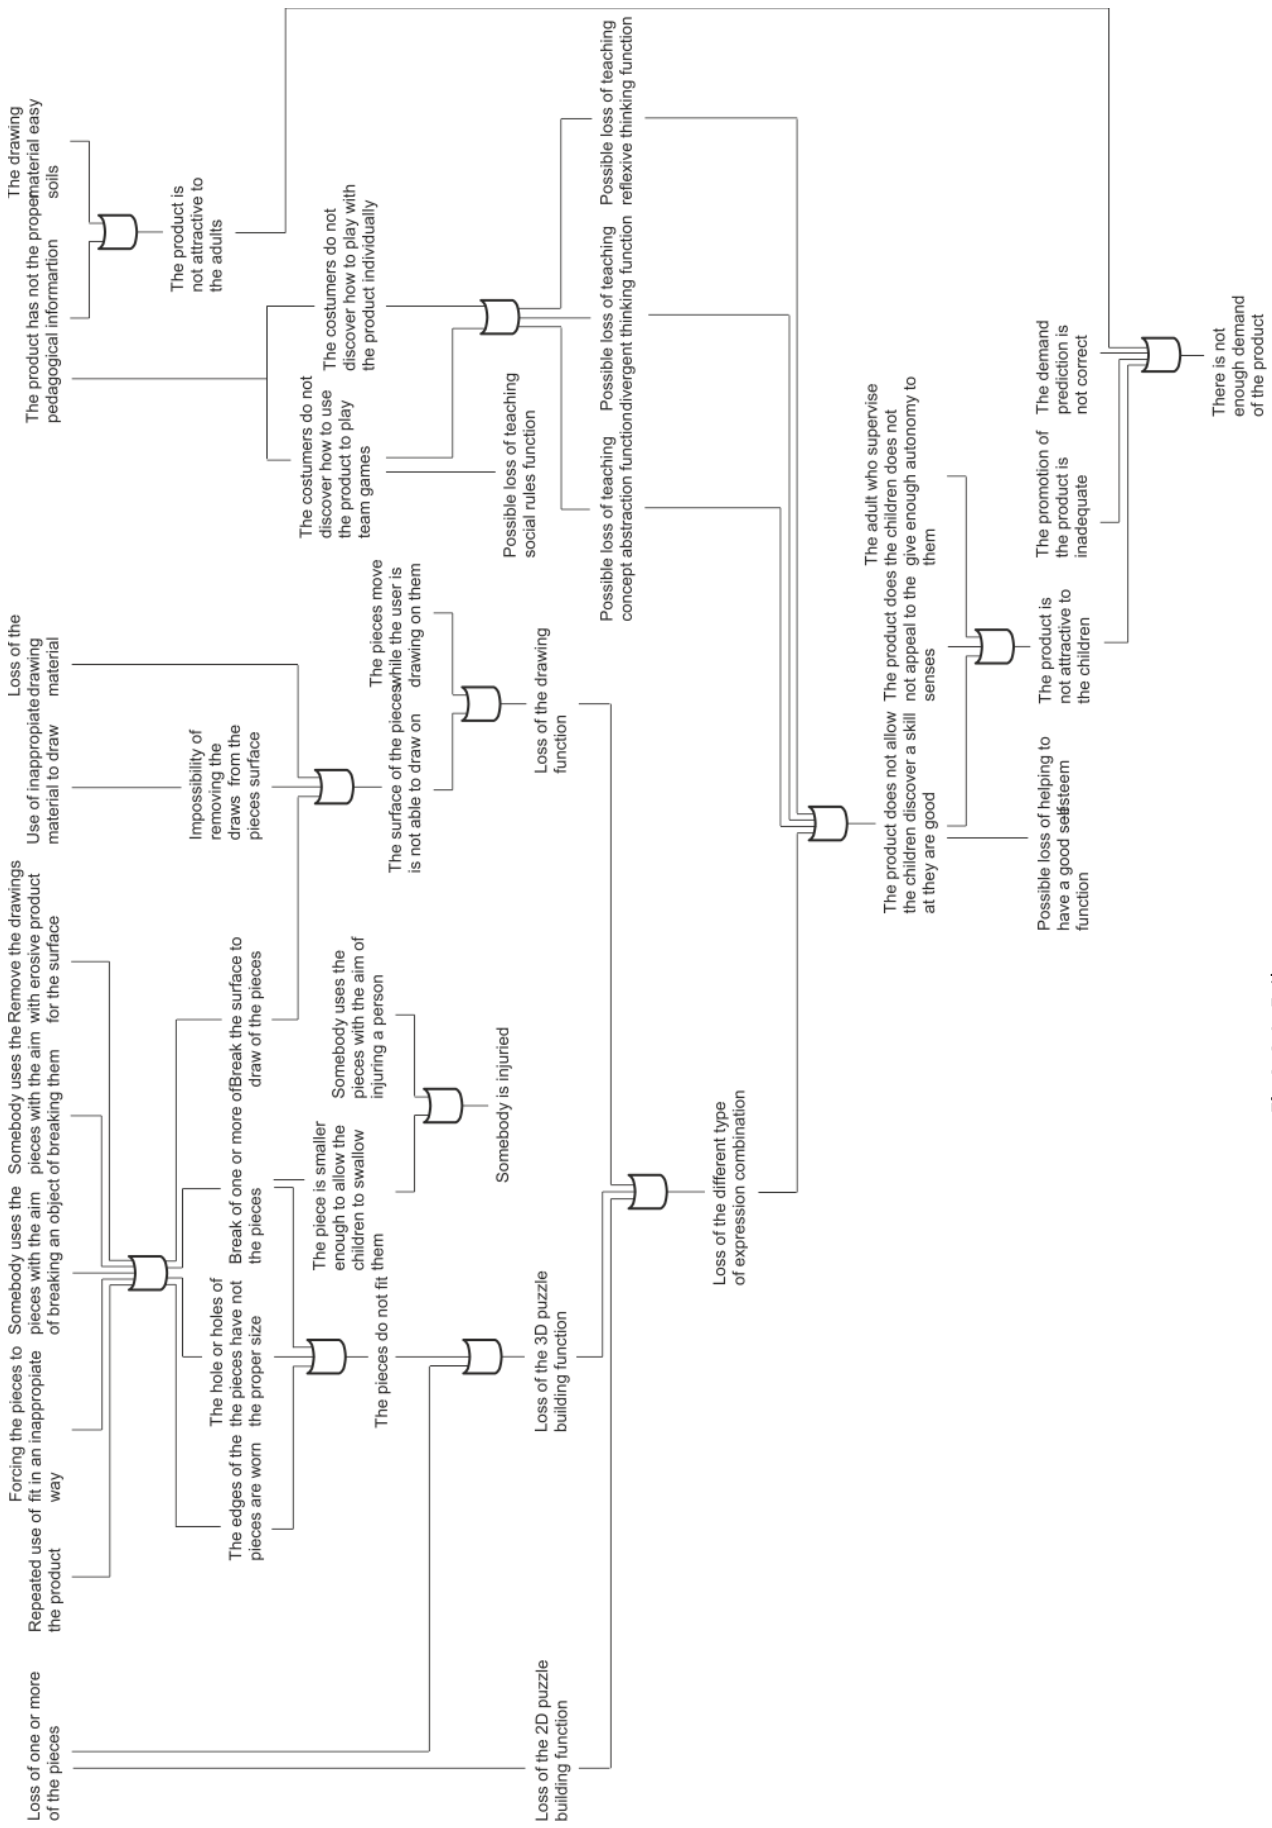 Loss of one or more
of the pieces
Repeated use of
the product
Forcing the pieces to
fit in an inappropiate
way
Somebody uses the
pieces with the aim
of breaking an object
Somebody uses the
pieces with the aim
of breaking them
Remove the drawings
with erosive product
for the surface
Use of inappropiate
material to draw
Loss of the
drawing
material
The product has not the proper
pedagogical informartion
The drawing
material easy
soils
The edges of the
pieces are worn
The hole or holes of
the pieces have not
the proper size
Break of one or more of
the pieces
Break the surface to
draw of the pieces
Impossibility of
removing the
draws from the
pieces surface
The product is
not attractive to
the adults
The pieces do not fit
The piece is smaller
enough to allow the
children to swallow
them
Somebody uses the
pieces with the aim of
injuring a person
The surface of the pieces
is not able to draw on
The pieces move
while the user is
drawing on them
The costumers do not
discover how to use
the product to play
team games
The costumers do not
discover how to play with
the product individually
Somebody is injuried
Possible loss of teaching
social rules function
Loss of the 2D puzzle
building function
Loss of the 3D puzzle
building function
Loss of the drawing
function
Possible loss of teaching
concept abstraction function
Possible loss of teaching
divergent thinking function
Possible loss of teaching
reflexive thinking function
Loss of the different type
of expression combination
The product does not allow
the children discover a skill
at they are good
The product does
not appeal to the
senses
The adult who supervise
the children does not
give enough autonomy to
them
Possible loss of helping to
have a good selfesteem
function
The product is
not attractive to
the children
The promotion of
the product is
inadequate
The demand
prediction is
not correct
There is not
enough demand
of the product